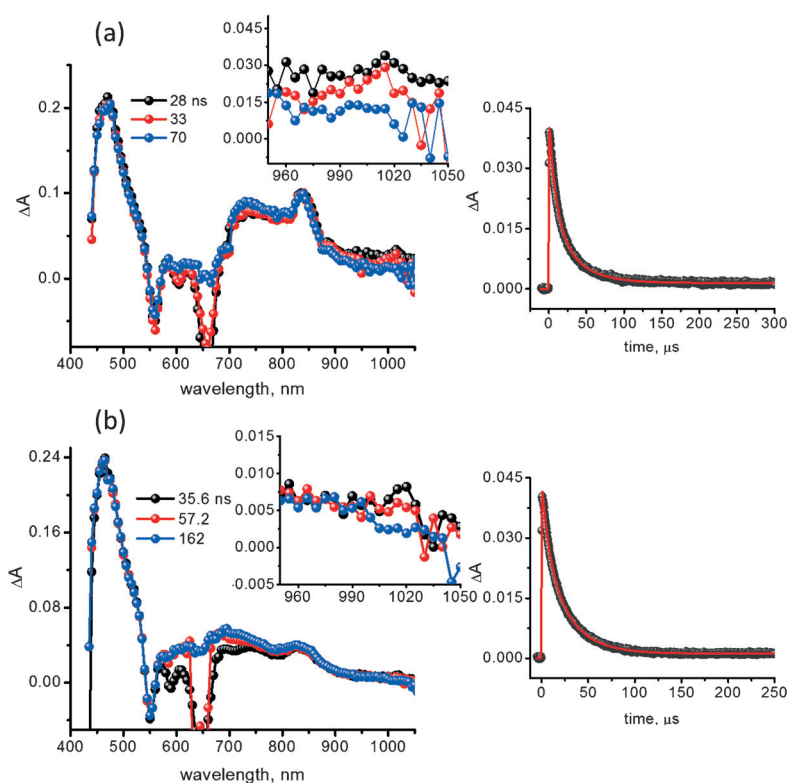 (a)
28 ns
33
70
ΔA
0.2
0.1
0.0
400 500 600 700 800 900 1000
wavelength, nm
0.045
0.030
0.015
0.000
960 990 1020 1050
ΔA
0.045
0.030
0.015
0.000
0 50 100 150 200 250 300
time, μs
(b)
35.6 ns
57.2
162
ΔA
0.24
0.16
0.08
0.00
400 500 600 700 800 900 1000
wavelength, nm
0.015
0.010
0.005
0.000
-0.005
960 990 1020 1050
ΔA
0.045
0.030
0.015
0.000
0 50 100 150 200 250
time, μs